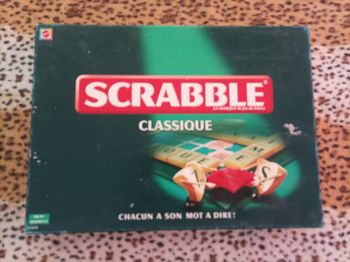 SCRABBLE
CLASSIQUE
CHACUN A SON MOT A DIRE!